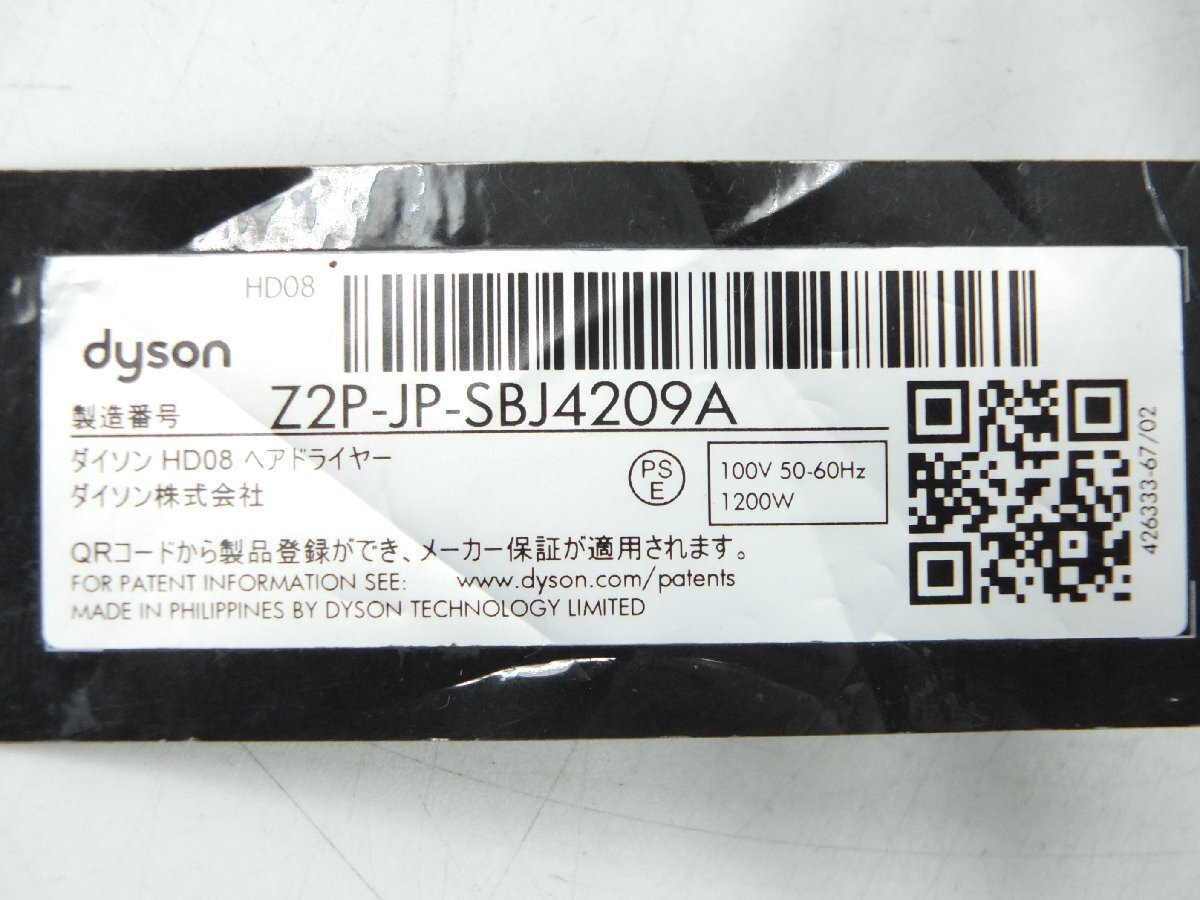 HD08
dyson
製造番号 Z2P-JP-SBJ4209A
ダイソン HD08 ヘアドライヤー
ダイソン株式会社
PS
E
100V 50-60Hz
1200W
426333-67/02
QRコードから製品登録ができ、メーカー保証が適用されます。
FOR PATENT INFORMATION SEE: www.dyson.com/patents
MADE IN PHILIPPINES BY DYSON TECHNOLOGY LIMITED